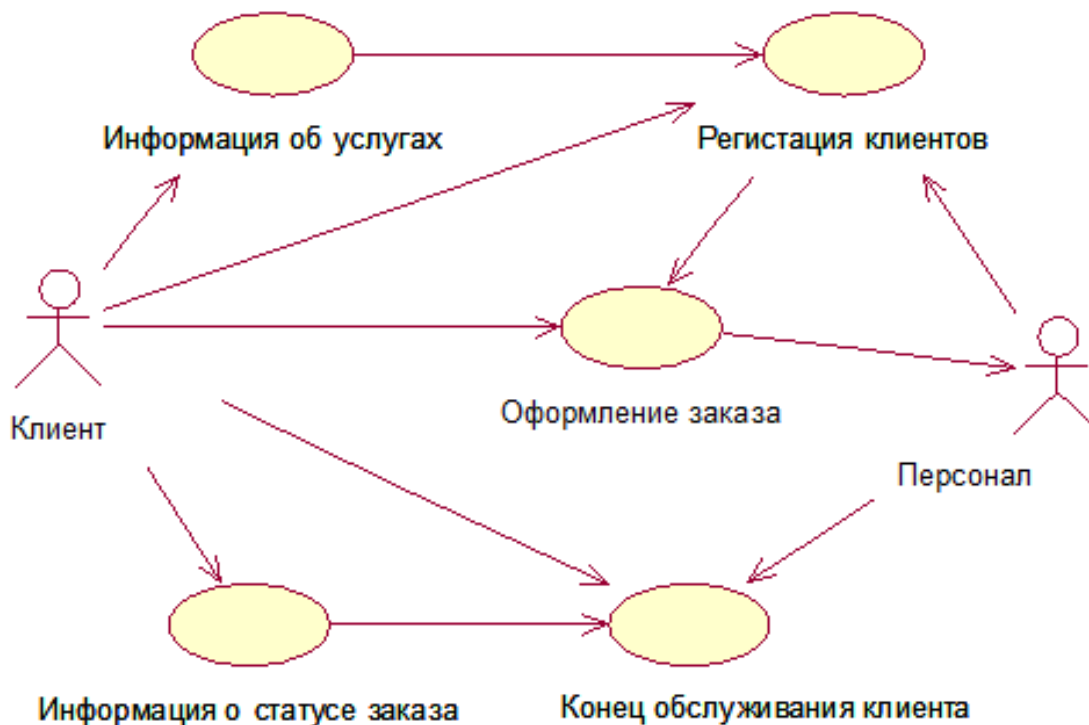 Информация об услугах
Регистация клиентов
Клиент
Оформление заказа
Персонал
Информация о статусе заказа
Конец обслуживания клиента